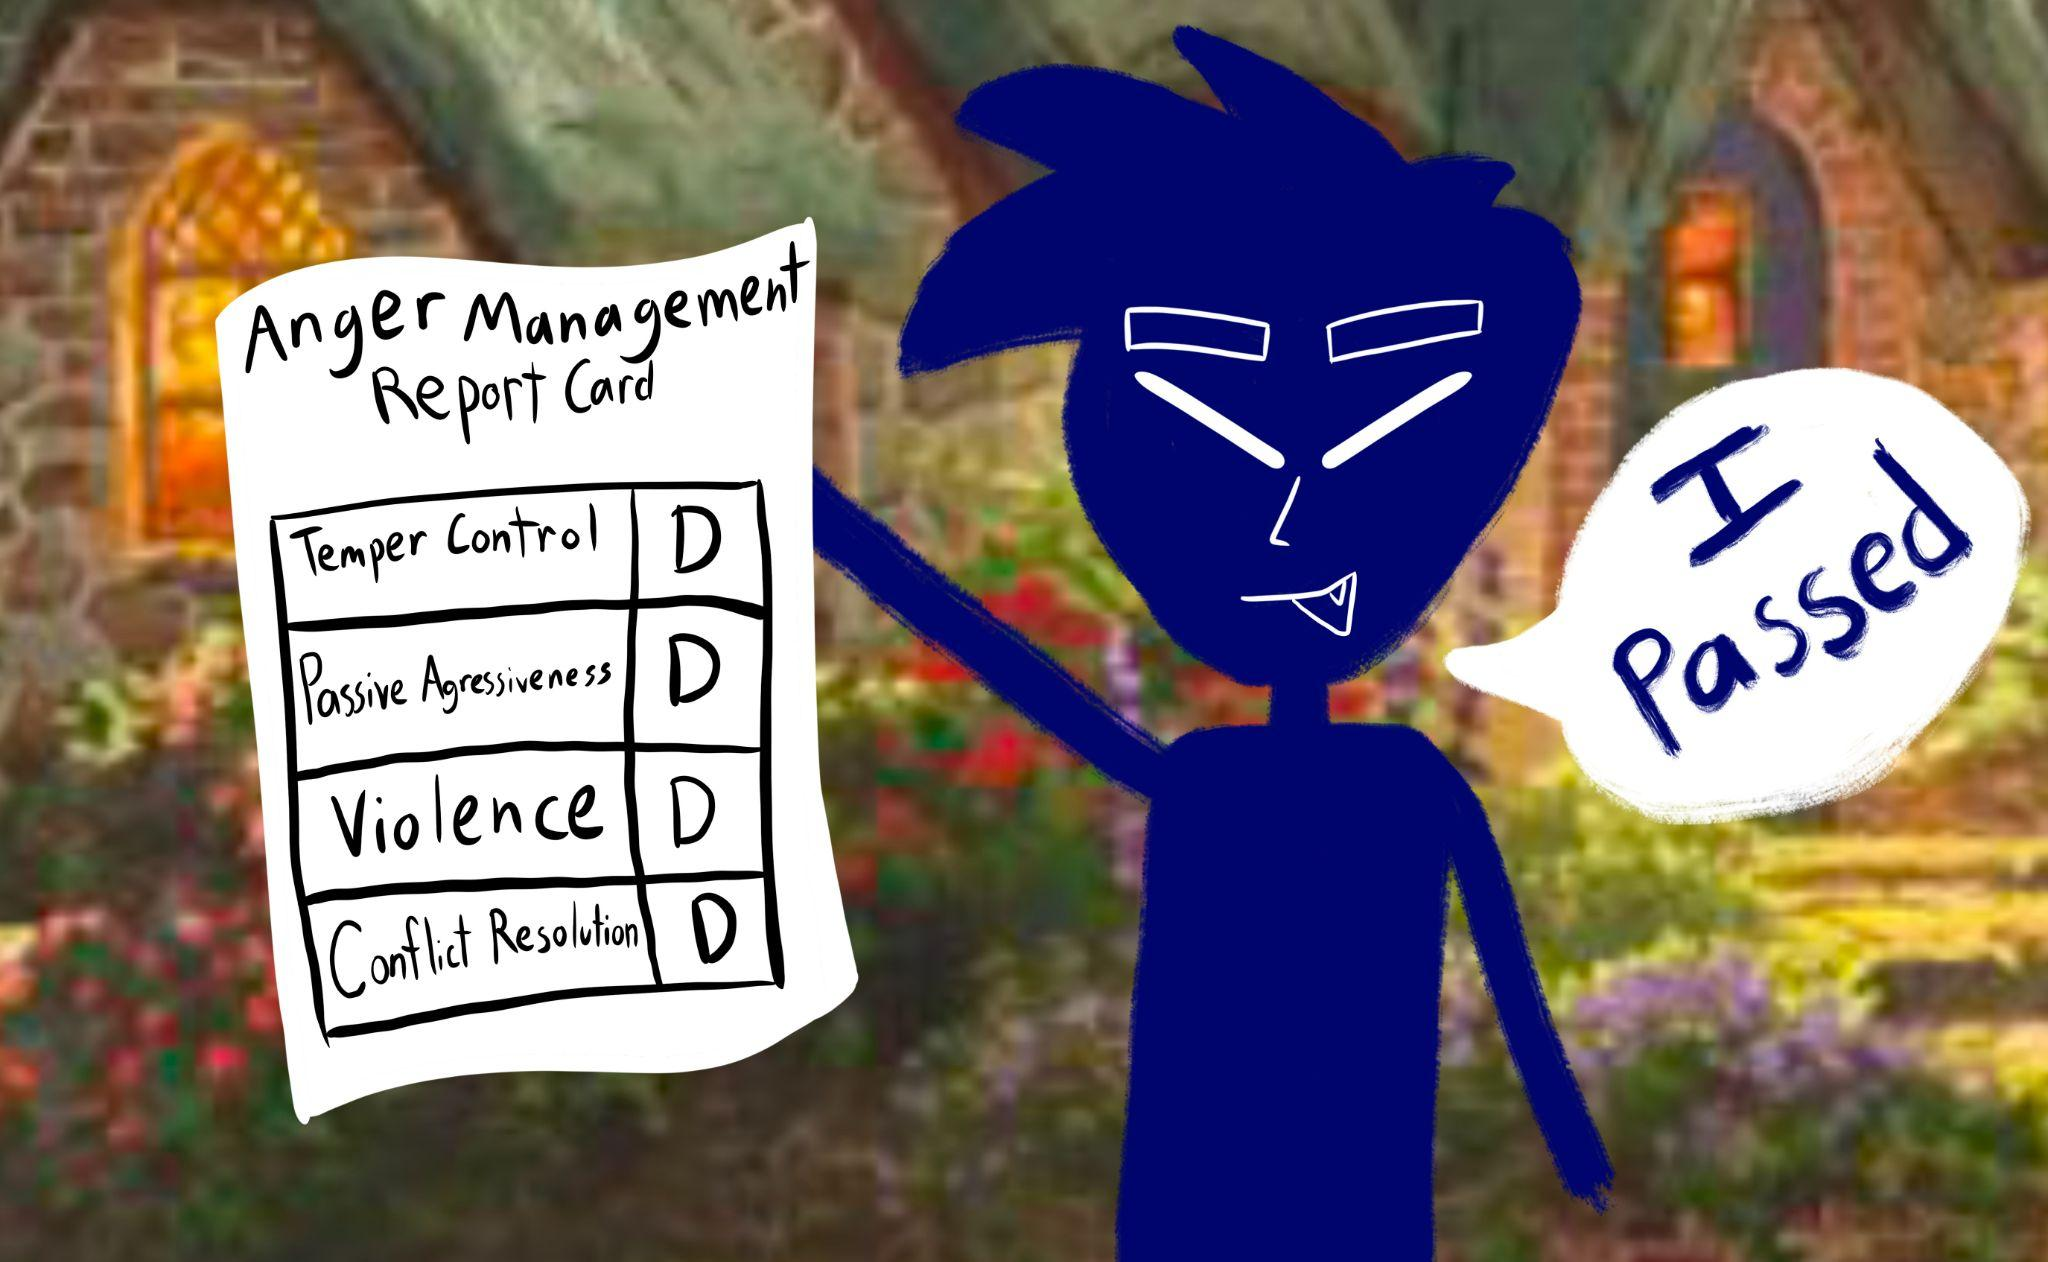 Anger Management
Report Card
Temper Control D
Passive Agressiveness D
Violence D
Conflict Resolution D
I
Passed